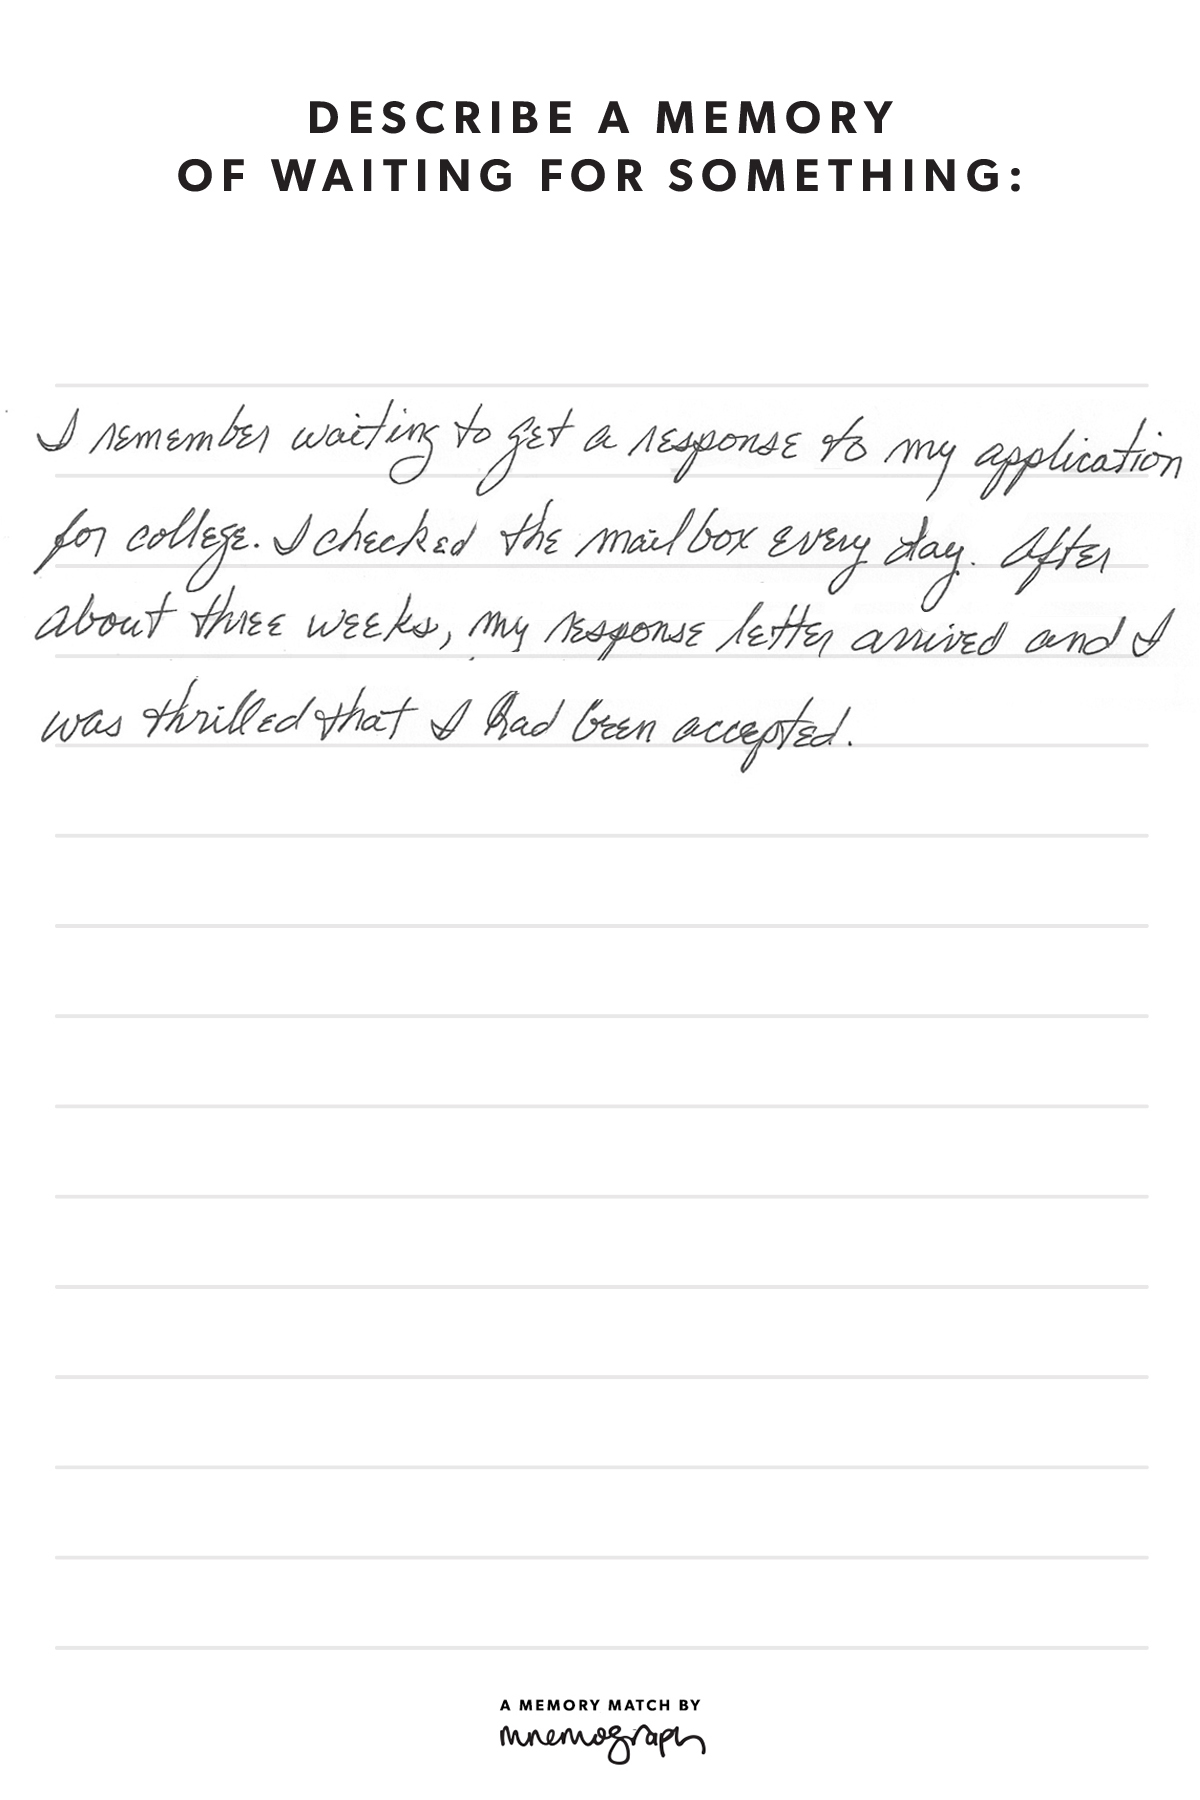 DESCRIBE A MEMORY
OF WAITING FOR SOMETHING:
I remember waiting to get a response to my application
for college. I checked the mailbox every day. After
about three weeks, my response letter arrived and I
was thrilled that I had been accepted.
A MEMORY MATCH BY
mnemograph